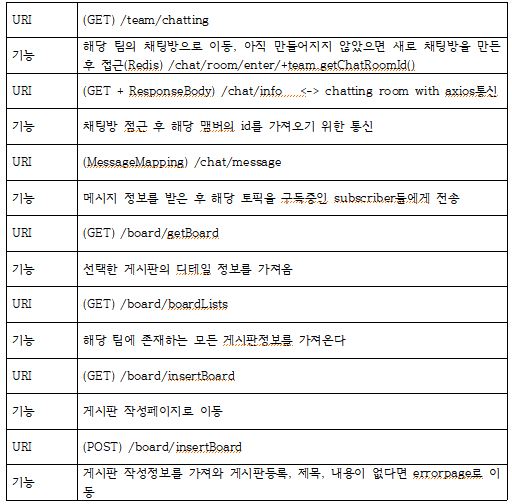 URI (GET) /team/chatting
기능 해당 팀의 채팅방으로 이동, 아직 만들어지지 않았으면 새로 채팅방을 만든
후 접근(Redis) /chat/room/enter/+team.getChatRoomId()
URI (GET + ResponseBody) /chat/info <-> chatting room with axios통신
기능 채팅방 접근 후 해당 맴버의 id를 가져오기 위한 통신
URI (MessageMapping) /chat/message
기능 메시지 정보를 받은 후 해당 토픽을 구독중인 subscriber들에게 전송
URI (GET) /board/getBoard
기능 선택한 게시판의 디테일 정보를 가져옴
URI (GET) /board/boardLists
기능 해당 팀에 존재하는 모든 게시판정보를 가져온다
URI (GET) /board/insertBoard
기능 게시판 작성페이지로 이동
URI (POST) /board/insertBoard
기능 게시판 작성정보를 가져와 게시판등록, 제목, 내용이 없다면 errorpage로 이
동